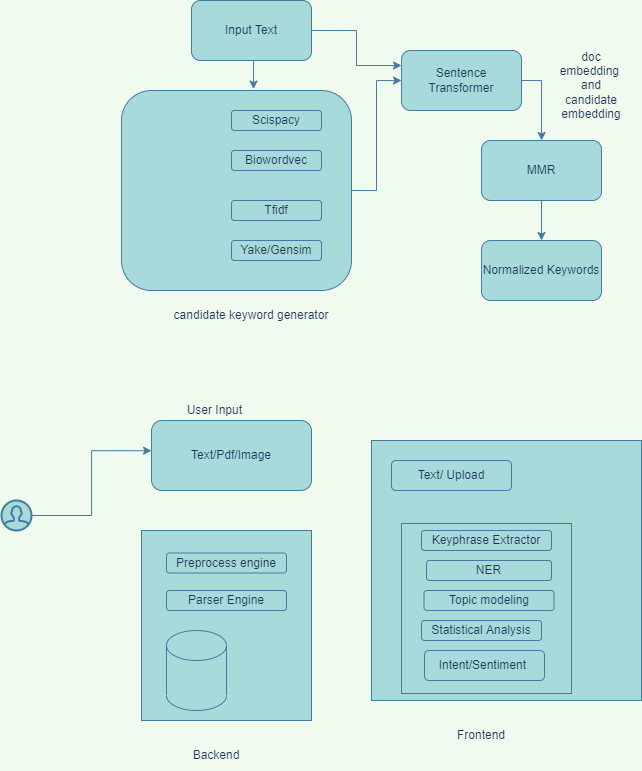 Input Text
Sentence
Transformer
doc
embedding
and
candidate
embedding
Scispacy
Biowordvec
Tfidf
Yake/Gensim
MMR
Normalized Keywords
candidate keyword generator
User Input
Text/Pdf/Image
Text/ Upload
Preprocess engine
Parser Engine
Keyphrase Extractor
NER
Topic modeling
Statistical Analysis
Intent/Sentiment
Backend
Frontend